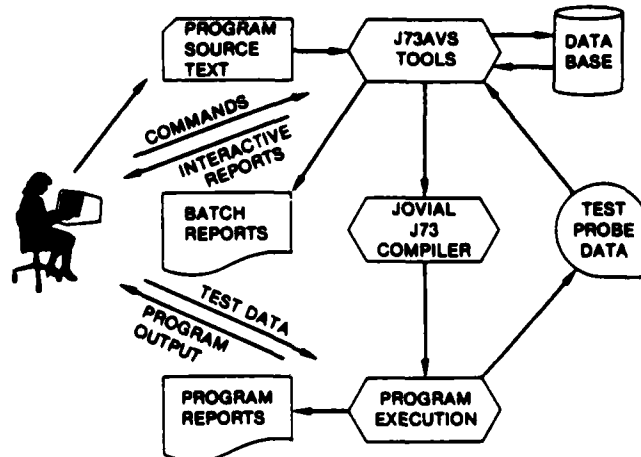 PROGRAM
SOURCE
TEXT
J73AVS
TOOLS
DATA
BASE
COMMANDS
INTERACTIVE
REPORTS
BATCH
REPORTS
JOVIAL
J73
COMPILER
TEST
PROBE
DATA
TEST DATA
PROGRAM
OUTPUT
PROGRAM
REPORTS
PROGRAM
EXECUTION